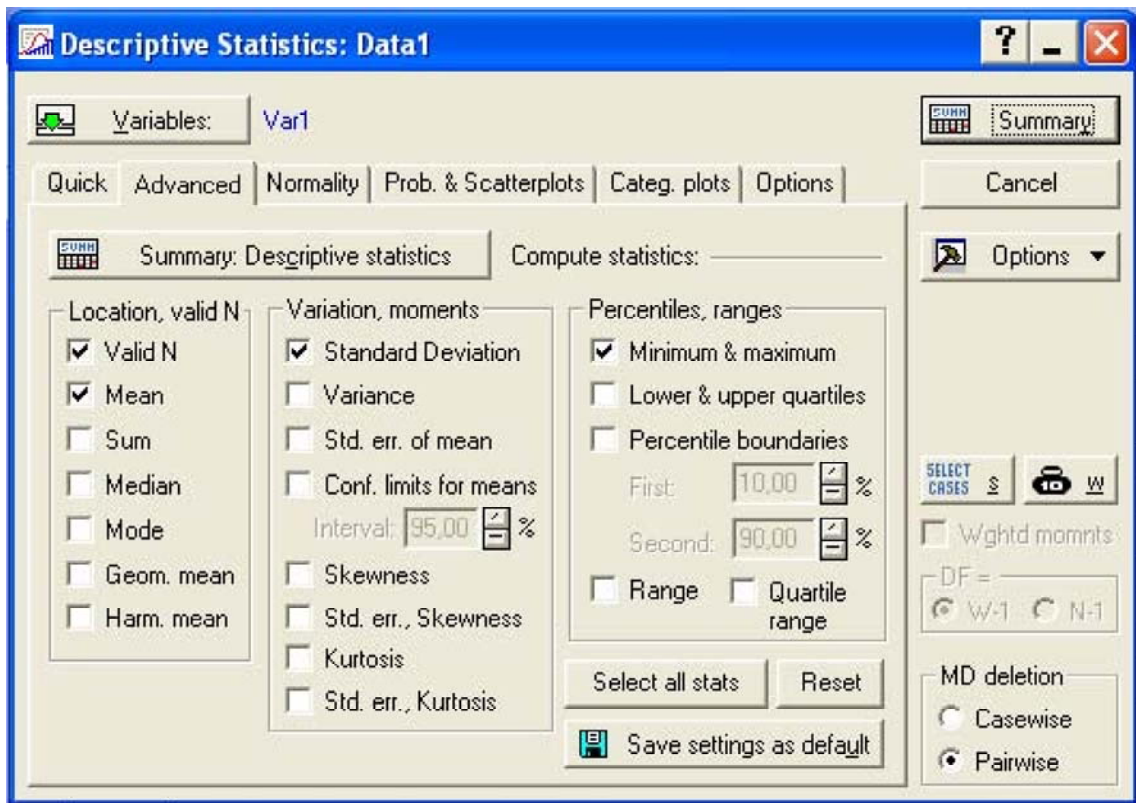 Descriptive Statistics: Data1
?
Variables:
Var1
SUMM
Summary
Quick
Advanced
Normality
Prob. & Scatterplots
Categ. plots
Options
Cancel
SUMM
Summary: Descriptive statistics
Compute statistics:
Options
Location, valid N
Valid N
Mean
Sum
Median
Mode
Geom. mean
Harm. mean
Variation, moments
Standard Deviation
Variance
Std. err. of mean
Conf. limits for means
Interval: 95,00 %
Skewness
Std. err., Skewness
Kurtosis
Std. err., Kurtosis
Percentiles, ranges
Minimum & maximum
Lower & upper quartiles
Percentile boundaries
First: 10,00 %
Second: 90,00 %
Range
Quartile
range
Select all stats
Reset
Save settings as default
SELECT
CASES
S
10
W
Wghtd momnts
DF =
W-1
N-1
MD deletion
Casewise
Pairwise